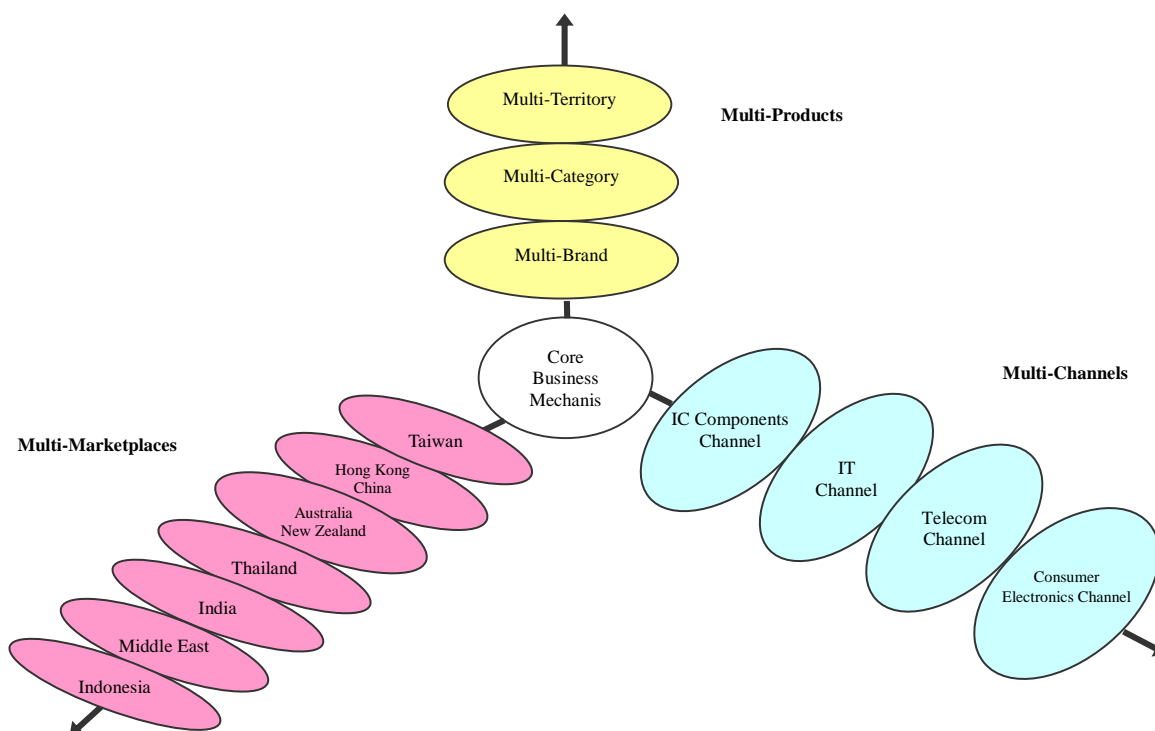 Multi-Territory
Multi-Products
Multi-Category
Multi-Brand
Core
Business
Mechanis
Multi-Channels
IC Components
Channel
IT
Channel
Telecom
Channel
Consumer
Electronics Channel
Multi-Marketplaces
Taiwan
Hong Kong
China
Australia
New Zealand
Thailand
India
Middle East
Indonesia